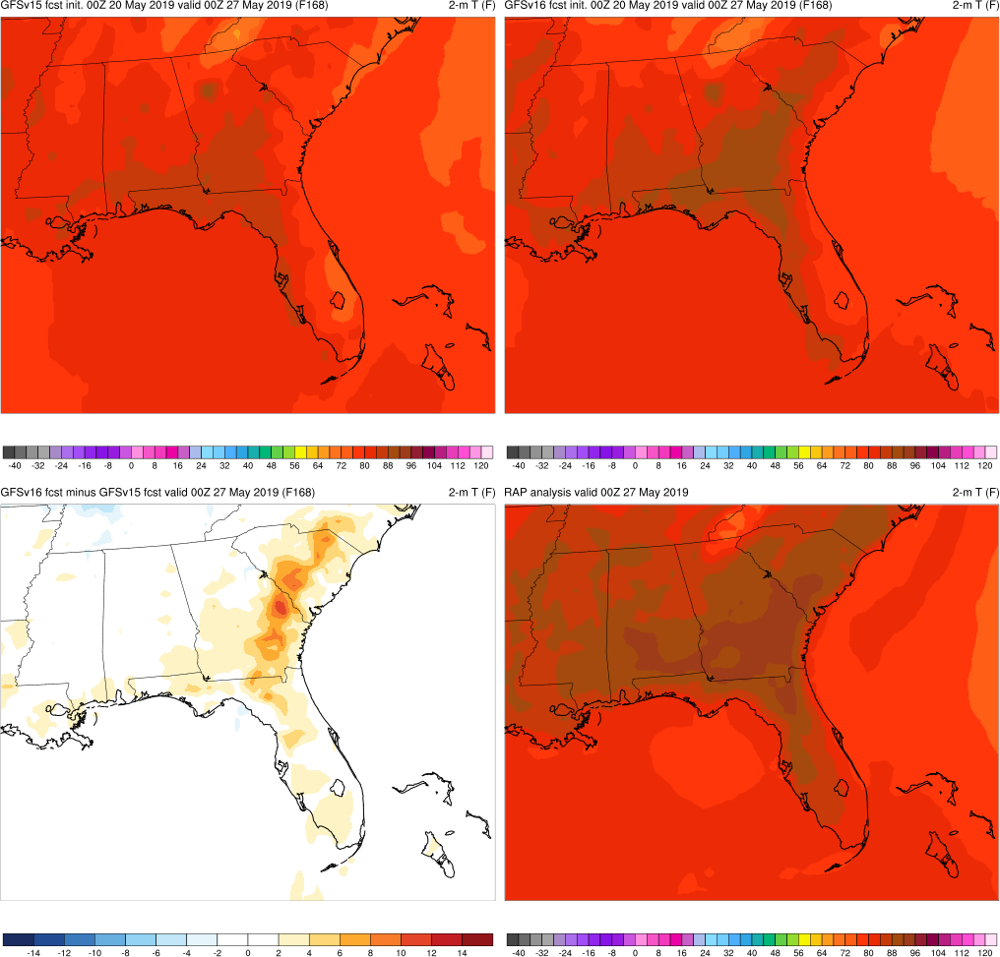 GFSv15 fcst init. 00Z 20 May 2019 valid 00Z 27 May 2019 (F168) 2-m T (F)
GFSv16 fcst init. 00Z 20 May 2019 valid 00Z 27 May 2019 (F168) 2-m T (F)
-40 -32 -24 -16 -8 0 8 16 24 32 40 48 56 64 72 80 88 96 104 112 120
-40 -32 -24 -16 -8 0 8 16 24 32 40 48 56 64 72 80 88 96 104 112 120
GFSv16 fcst minus GFSv15 fcst valid 00Z 27 May 2019 (F168) 2-m T (F)
RAP analysis valid 00Z 27 May 2019 2-m T (F)
-14 -12 -10 -8 -6 -4 -2 0 2 4 6 8 10 12 14
-40 -32 -24 -16 -8 0 8 16 24 32 40 48 56 64 72 80 88 96 104 112 120